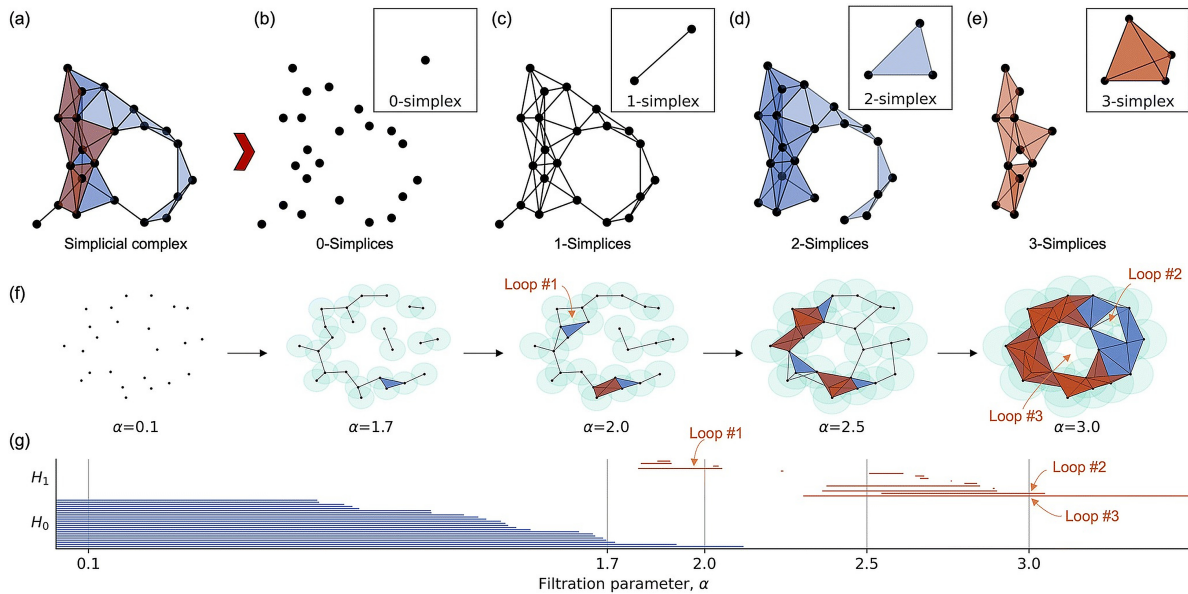 (a)
(b)
(c)
(d)
(e)
0-simplex
1-simplex
2-simplex
3-simplex
Simplicial complex
0-Simplices
1-Simplices
2-Simplices
3-Simplices
(f)
Loop #1
Loop #2
Loop #3
α=0.1
α=1.7
α=2.0
α=2.5
α=3.0
(g)
Loop #1
H₁
Loop #2
H₀
Loop #3
0.1
1.7
2.0
2.5
3.0
Filtration parameter, α